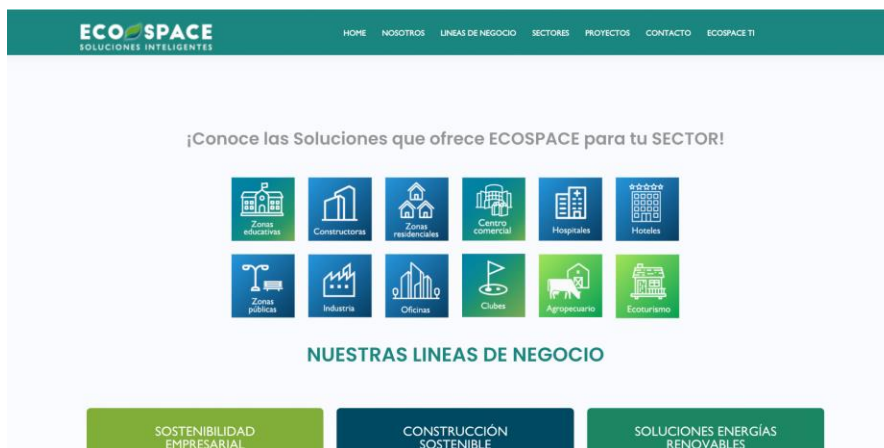 ECO SPACE
SOLUCIONES INTELIGENTES
HOME NOSOTROS LINEAS DE NEGOCIO SECTORES PROYECTOS CONTACTO ECOSPACE TI
¡Conoce las Soluciones que ofrece ECOSPACE para tu SECTOR!
Zonas
educativas
Constructoras
Zonas
residenciales
Centro
comercial
Hospitales
Hoteles
Zonas
públicas
Industria
Oficinas
Clubes
Agropecuario
Ecoturismo
NUESTRAS LINEAS DE NEGOCIO
SOSTENIBILIDAD
EMPRESARIAL
CONSTRUCCIÓN
SOSTENIBLE
SOLUCIONES ENERGÍAS
RENOVABLES